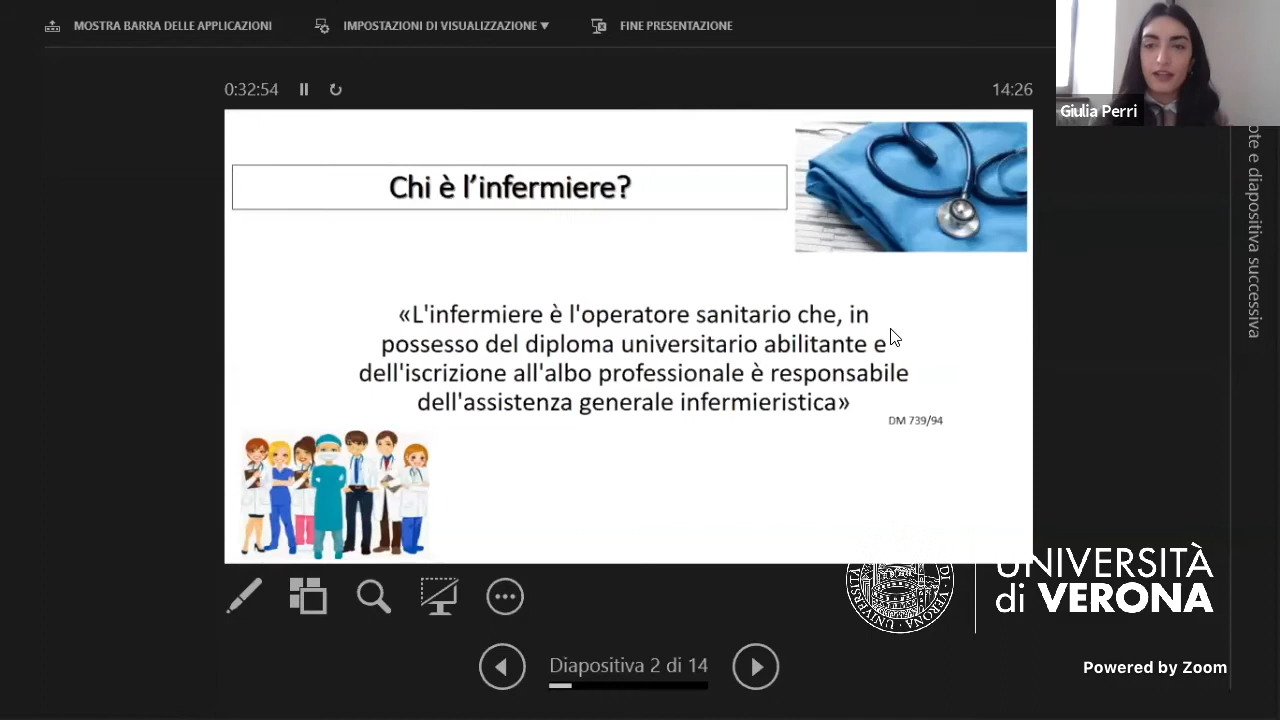 MOSTRA BARRA DELLE APPLICAZIONI
IMPOSTAZIONI DI VISUALIZZAZIONE ▼
FINE PRESENTAZIONE
Giulia Perri
0:32:54
14:26
Chi è l’infermiere?
«L'infermiere è l'operatore sanitario che, in
possesso del diploma universitario abilitante e
dell'iscrizione all'albo professionale è responsabile
dell'assistenza generale infermieristica»
DM 739/94
e diapositiva successiva
UNIVERSITÀ
di VERONA
Diapositiva 2 di 14
Powered by Zoom